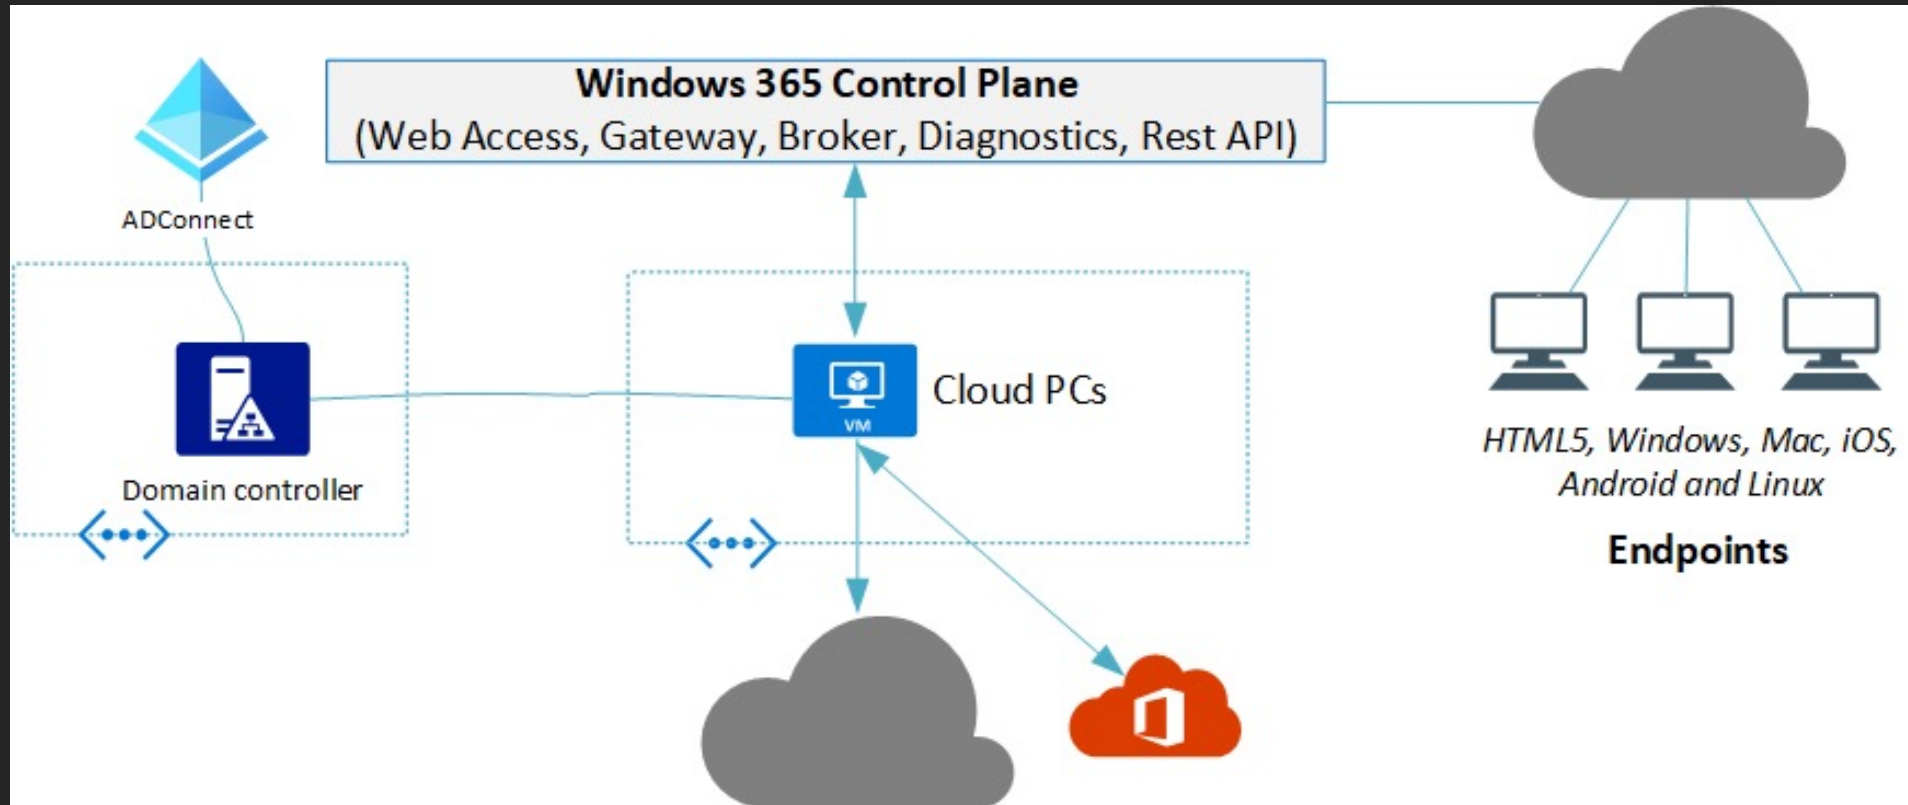 Windows 365 Control Plane
(Web Access, Gateway, Broker, Diagnostics, Rest API)
ADConnect
Domain controller
VM
Cloud PCs
HTML5, Windows, Mac, iOS,
Android and Linux
Endpoints